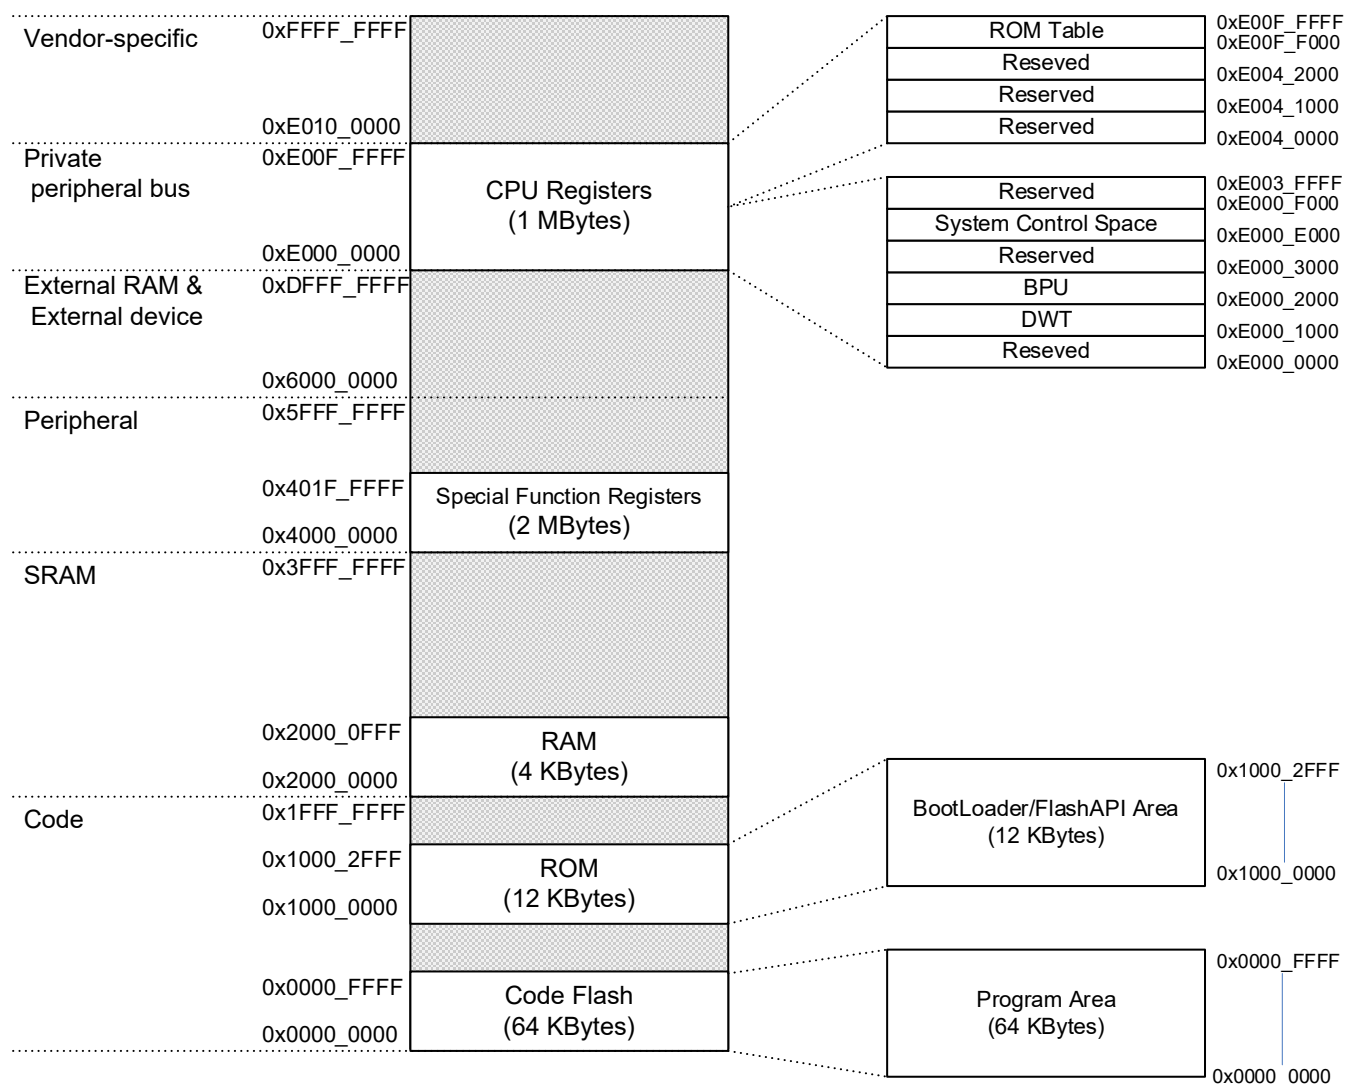 Vendor-specific
0xFFFF_FFFF
0xE010_0000
Private
peripheral bus
0xE00F_FFFF
CPU Registers
(1 MBytes)
0xE000_0000
External RAM &
External device
0xDFFF_FFFF
0x6000_0000
Peripheral
0x5FFF_FFFF
0x401F_FFFF
Special Function Registers
(2 MBytes)
0x4000_0000
SRAM
0x3FFF_FFFF
0x2000_0FFF
RAM
(4 KBytes)
0x2000_0000
Code
0x1FFF_FFFF
0x1000_2FFF
ROM
(12 KBytes)
0x1000_0000
0x0000_FFFF
Code Flash
(64 KBytes)
0x0000_0000
ROM Table
0xE00F_FFFF
0xE00F_F000
Reseved
0xE004_2000
Reserved
0xE004_1000
Reserved
0xE004_0000
Reserved
0xE003_FFFF
0xE000_F000
System Control Space
0xE000_E000
Reserved
0xE000_3000
BPU
0xE000_2000
DWT
0xE000_1000
Reseved
0xE000_0000
0x1000_2FFF
BootLoader/FlashAPI Area
(12 KBytes)
0x1000_0000
0x0000_FFFF
Program Area
(64 KBytes)
0x0000_0000